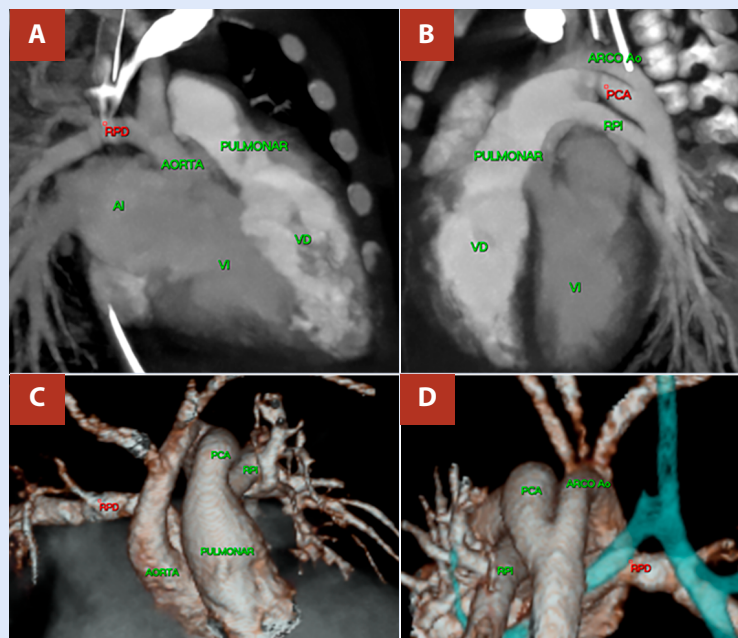 A
RPD
PULMONAR
AORTA
AI
VD
VI
B
ARCO Ao
PCA
RPI
PULMONAR
VD
VI
C
PCA
RPI
RPD
PULMONAR
AORTA
D
PCA
ARCO Ao
RPI
RPD